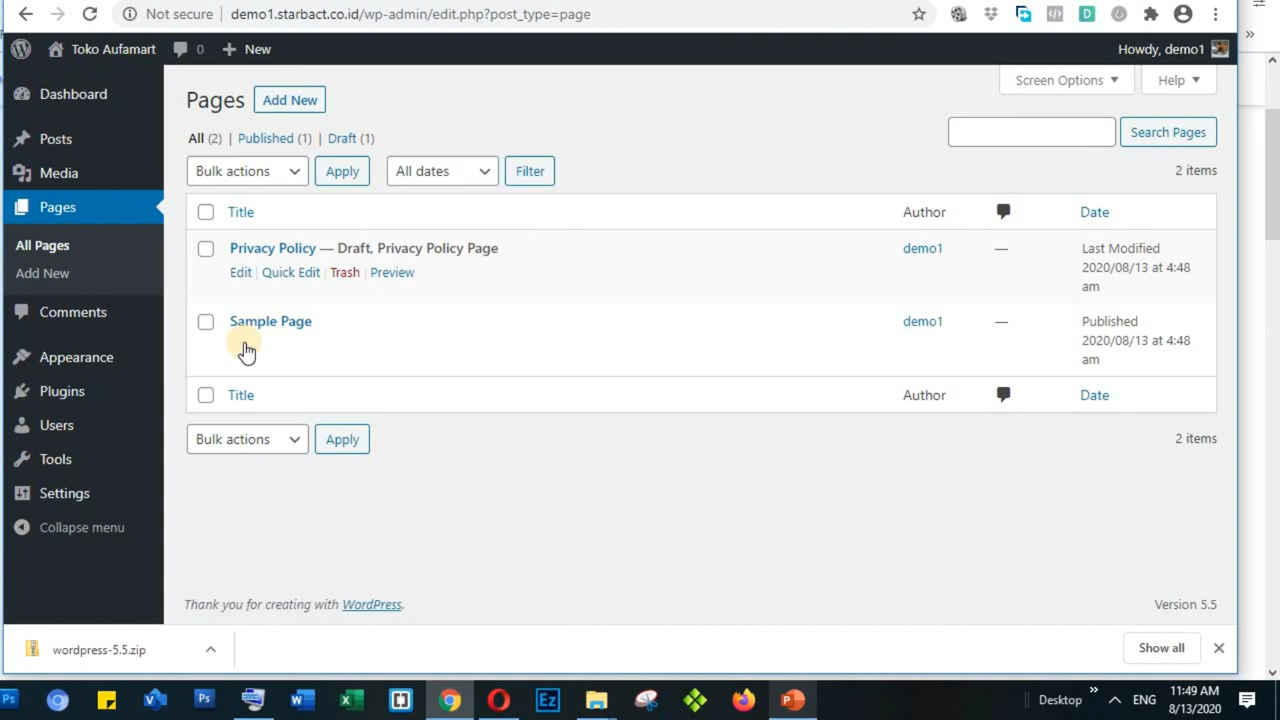 Not secure | demo1.starbact.co.id/wp-admin/edit.php?post_type=page
Toko Aufamart 0 New Howdy, demo1
Dashboard
Posts
Media
Pages
All Pages
Add New
Comments
Appearance
Plugins
Users
Tools
Settings
Collapse menu
Screen Options Help
Pages Add New
All (2) | Published (1) | Draft (1)
Search Pages
Bulk actions Apply All dates Filter 2 items
Title Author Date
Privacy Policy — Draft, Privacy Policy Page demo1 — Last Modified
2020/08/13 at 4:48
am
Edit | Quick Edit | Trash | Preview
Sample Page demo1 — Published
2020/08/13 at 4:48
am
Title Author Date
Bulk actions Apply 2 items
Thank you for creating with WordPress. Version 5.5
wordpress-5.5.zip Show all
Desktop ENG 11:49 AM
8/13/2020